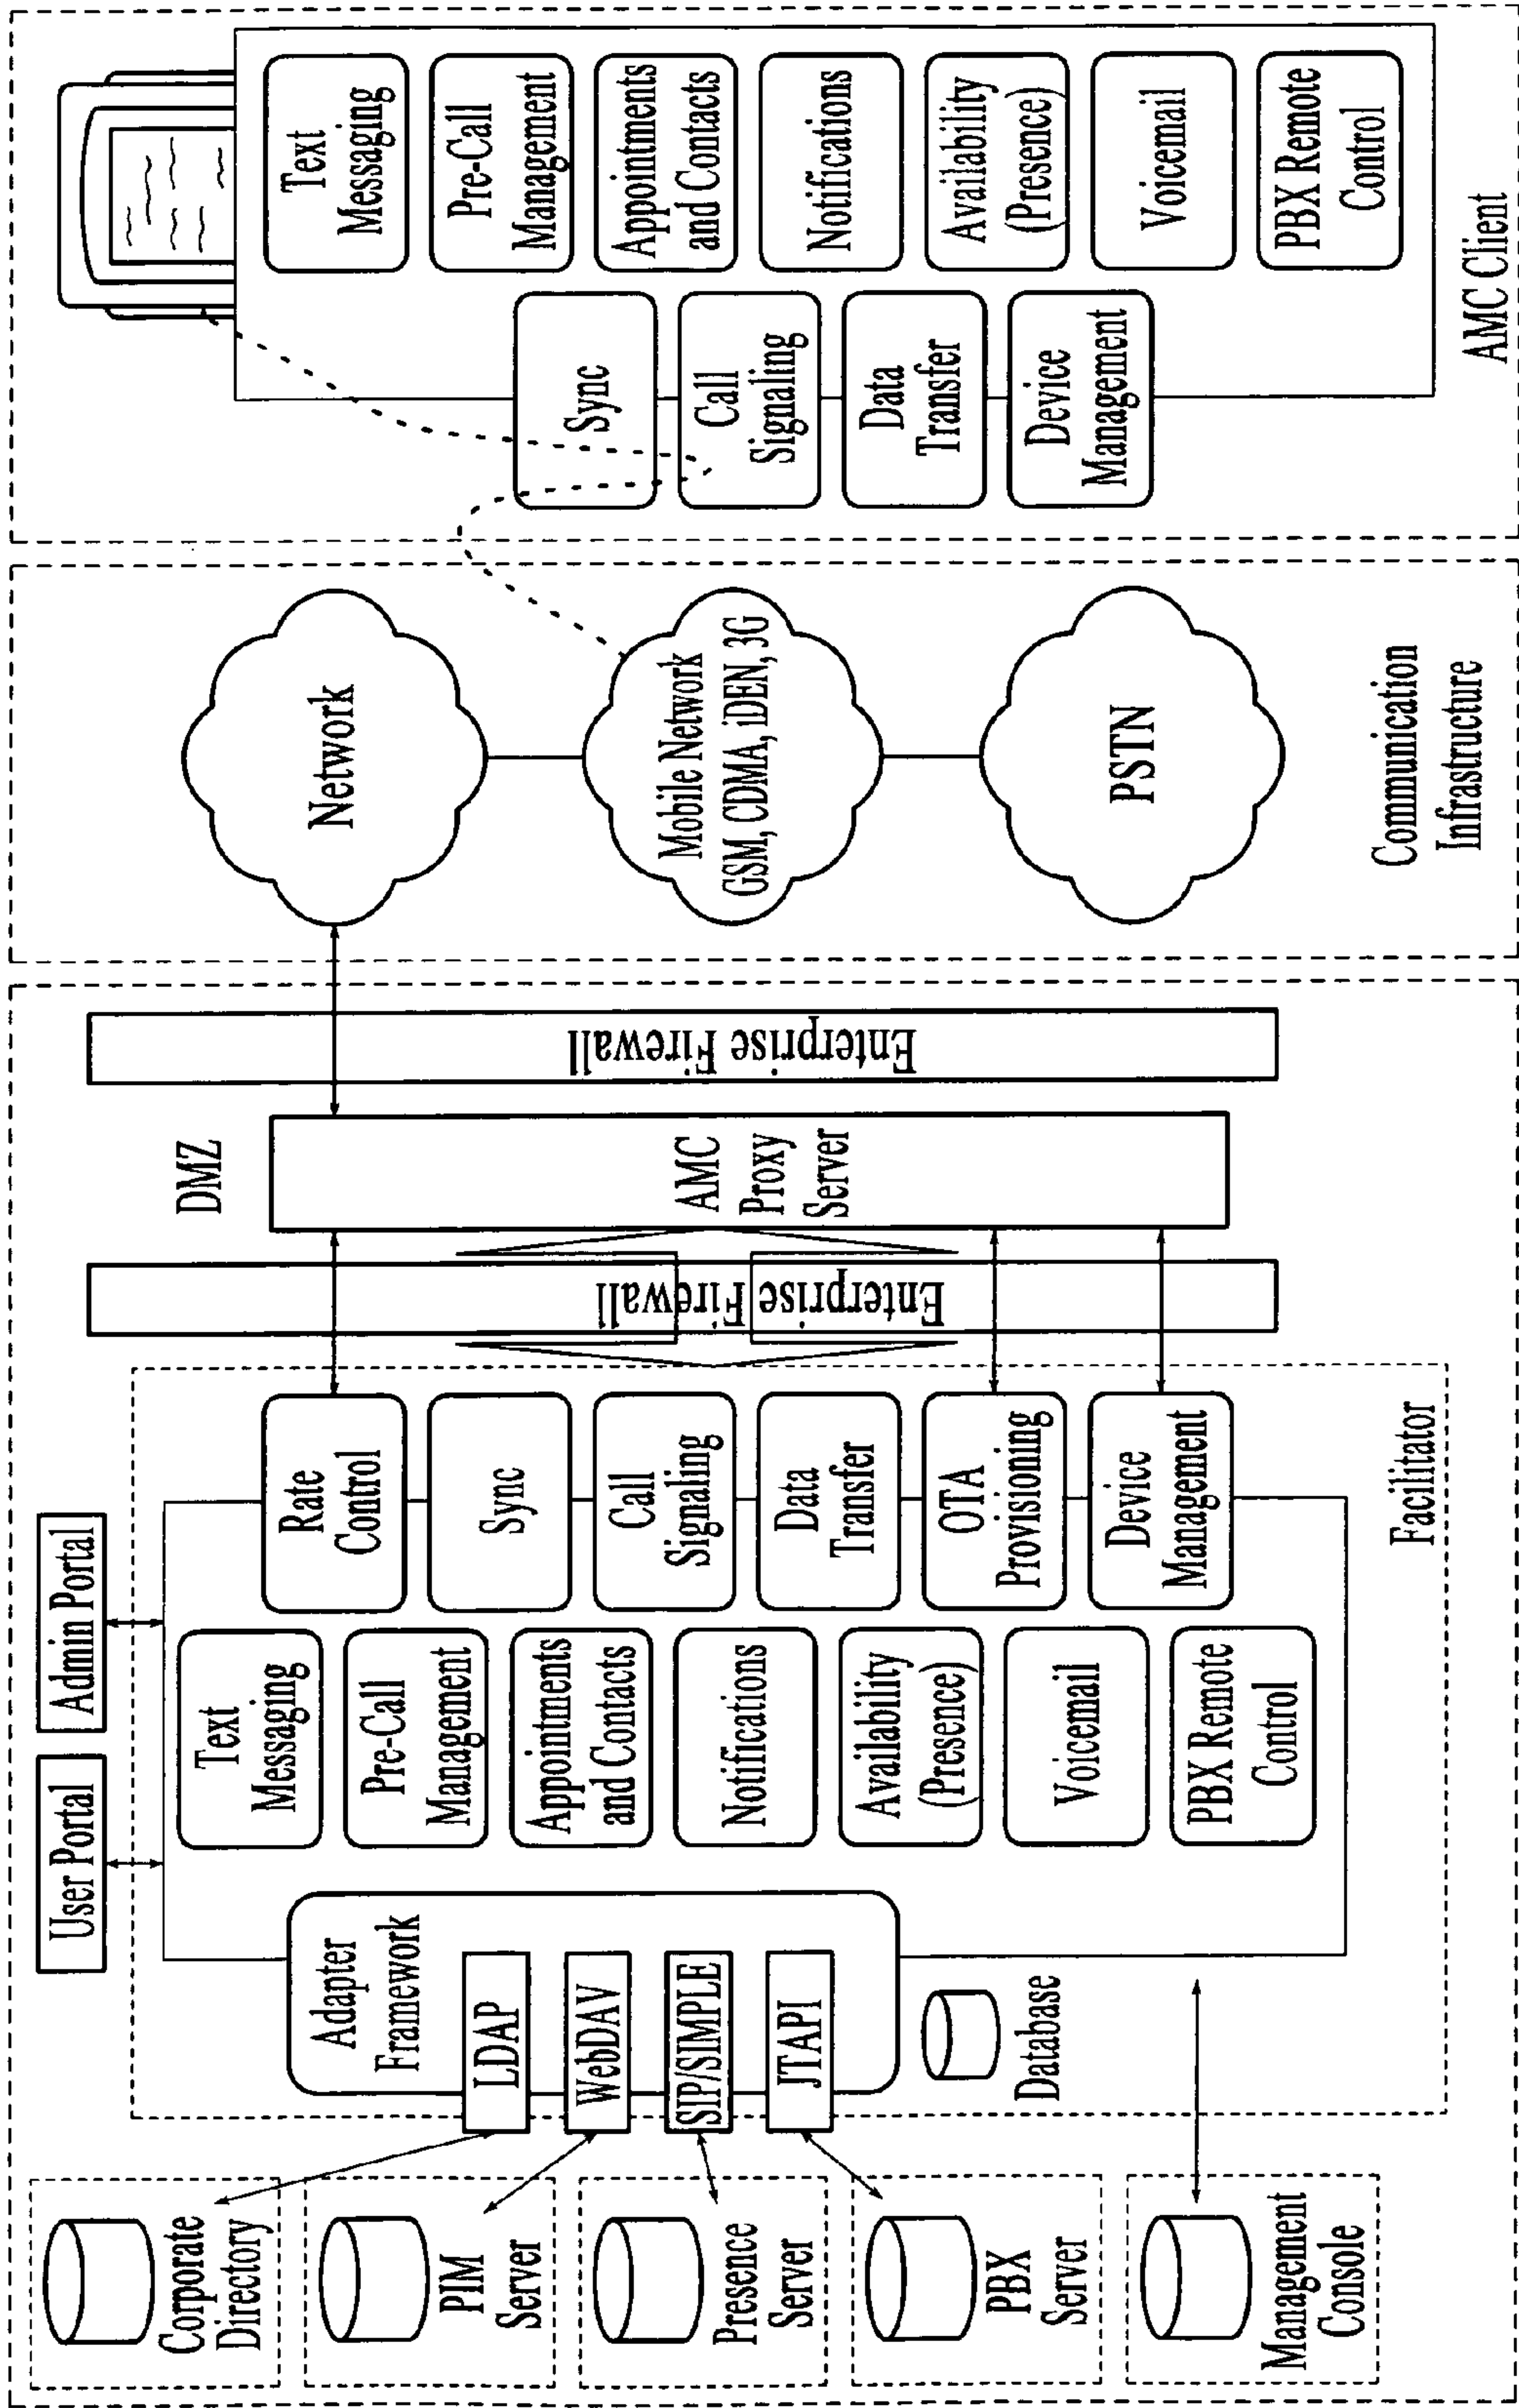 User Portal
Admin Portal
DMZ
Corporate
Directory
PIM
Server
Presence
Server
PBX
Server
Management
Console
Adapter
Framework
LDAP
WebDAV
SIP/SIMPLE
JTAPI
Database
Text
Messaging
Pre-Call
Management
Appointments
and Contacts
Notifications
Availability
(Presence)
Voicemail
PBX Remote
Control
Rate
Control
Sync
Call
Signaling
Data
Transfer
OTA
Provisioning
Device
Management
Facilitator
Enterprise Firewall
AMC
Proxy
Server
Enterprise Firewall
Network
Mobile Network
GSM, CDMA, iDEN, 3G
PSTN
Communication
Infrastructure
Sync
Call
Signaling
Data
Transfer
Device
Management
Text
Messaging
Pre-Call
Management
Appointments
and Contacts
Notifications
Availability
(Presence)
Voicemail
PBX Remote
Control
AMC Client